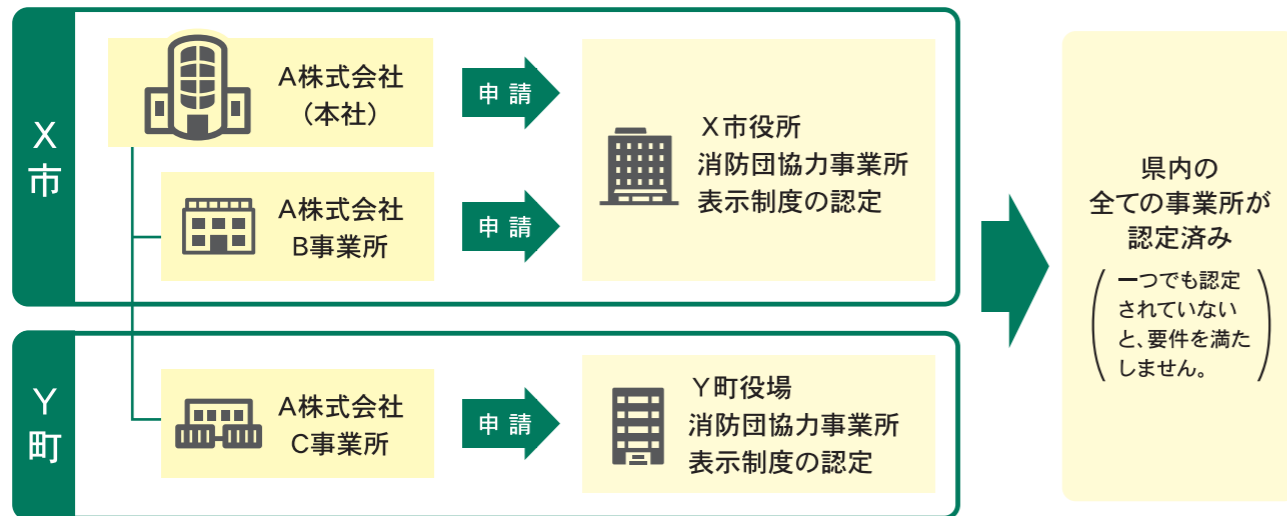 X市
A株式会社
（本社）
申請
A株式会社
B事業所
申請
X市役所
消防団協力事業所
表示制度の認定
Y町
A株式会社
C事業所
申請
Y町役場
消防団協力事業所
表示制度の認定
県内の
全ての事業所が
認定済み
一つでも認定
されていない
と、要件を満た
しません。